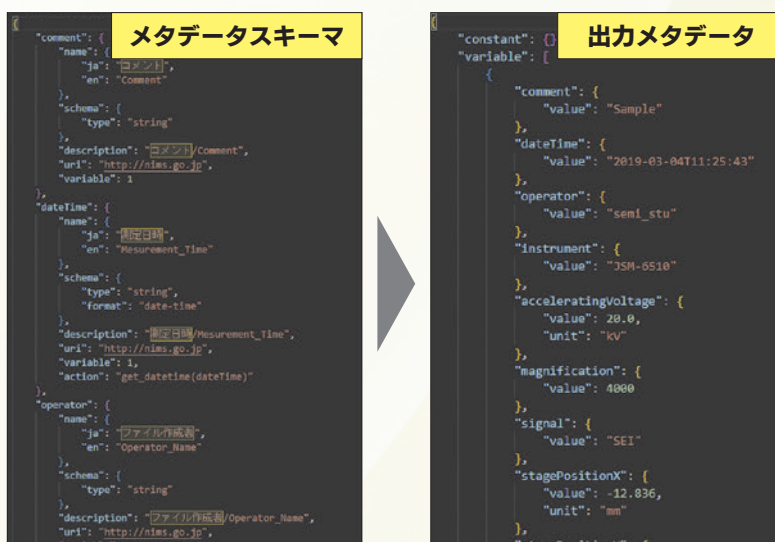 メタデータスキーマ
{
"comment": {
"name": {
"ja": "コメント",
"en": "Comment"
},
"schema": {
"type": "string"
},
"description": "コメント/Comment",
"uri": "http://nims.go.jp",
"variable": 1
},
"dateTime": {
"name": {
"ja": "測定日時",
"en": "Mesurement_Time"
},
"schema": {
"type": "string",
"format": "date-time"
},
"description": "測定日時/Mesurement_Time",
"uri": "http://nims.go.jp",
"variable": 1,
"action": "get_datetime(dateTime)"
},
"operator": {
"name": {
"ja": "ファイル作成者",
"en": "Operator_Name"
},
"schema": {
"type": "string"
},
"description": "ファイル作成者/Operator_Name",
"uri": "http://nims.go.jp",
出力メタデータ
{
"constant": {}
"variable": [
{
"comment": {
"value": "Sample"
},
"dateTime": {
"value": "2019-03-04T11:25:43"
},
"operator": {
"value": "semi_stu"
},
"instrument": {
"value": "JSM-6510"
},
"acceleratingVoltage": {
"value": 20.0,
"unit": "kV"
},
"magnification": {
"value": 4000
},
"signal": {
"value": "SEI"
},
"stagePositionX": {
"value": -12.836,
"unit": "mm"
},